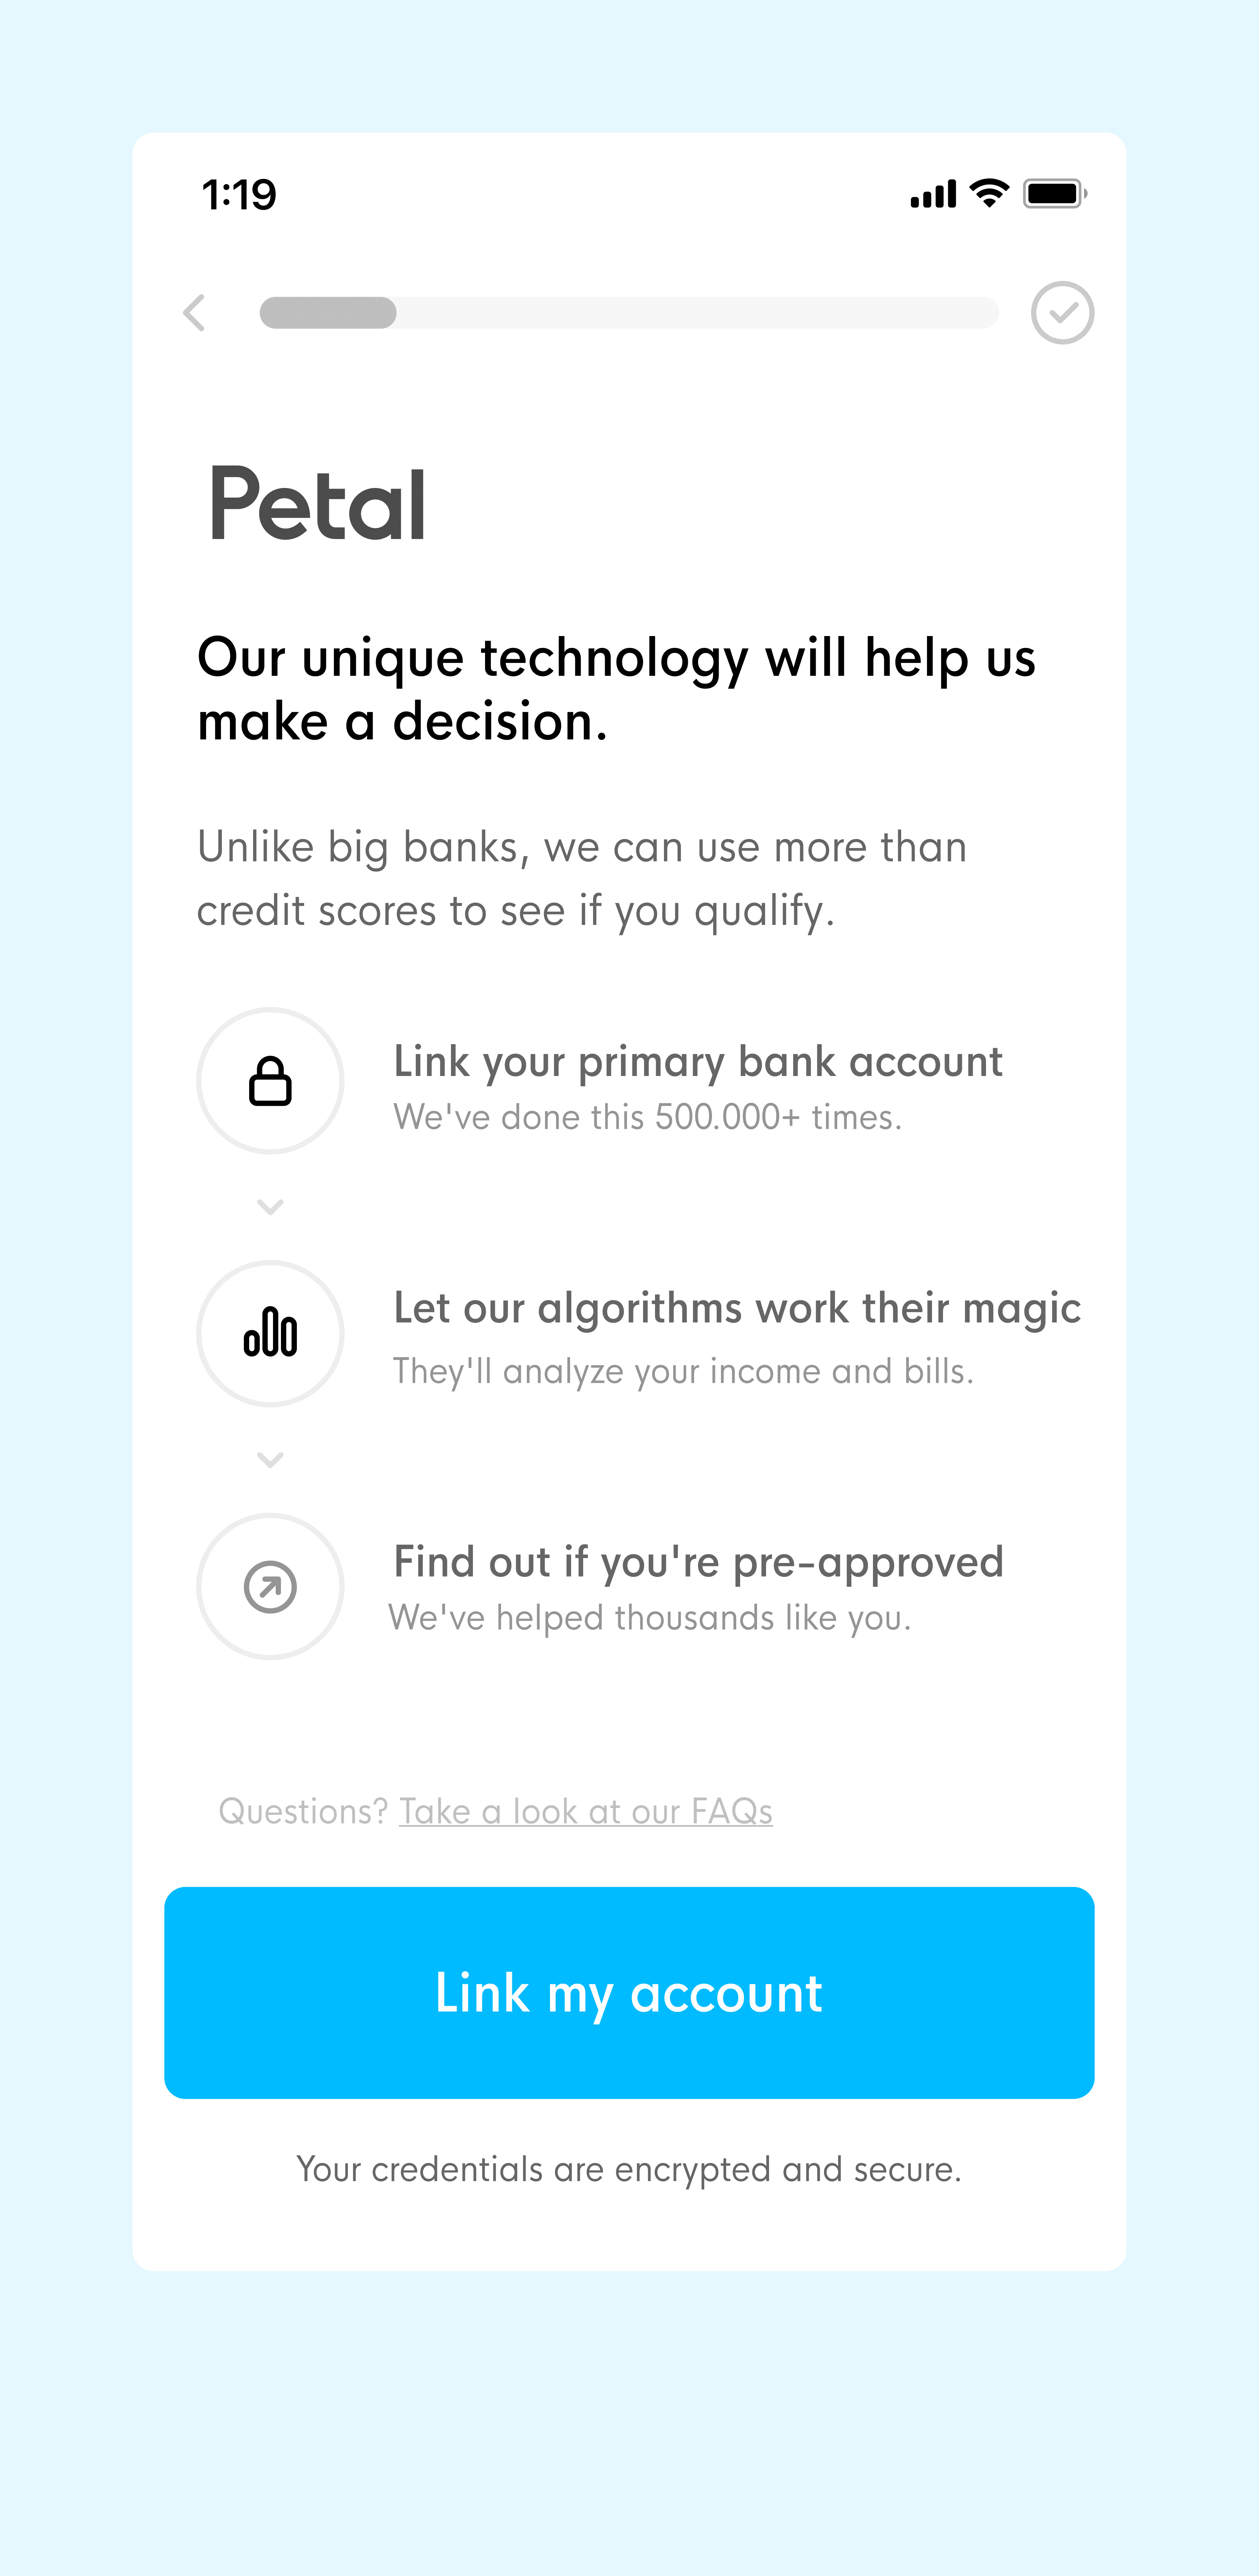 1:19
Petal
Our unique technology will help us
make a decision.
Unlike big banks, we can use more than
credit scores to see if you qualify.
Link your primary bank account
We've done this 500.000+ times.
Let our algorithms work their magic
They'll analyze your income and bills.
Find out if you're pre-approved
We've helped thousands like you.
Questions? Take a look at our FAQs
Link my account
Your credentials are encrypted and secure.